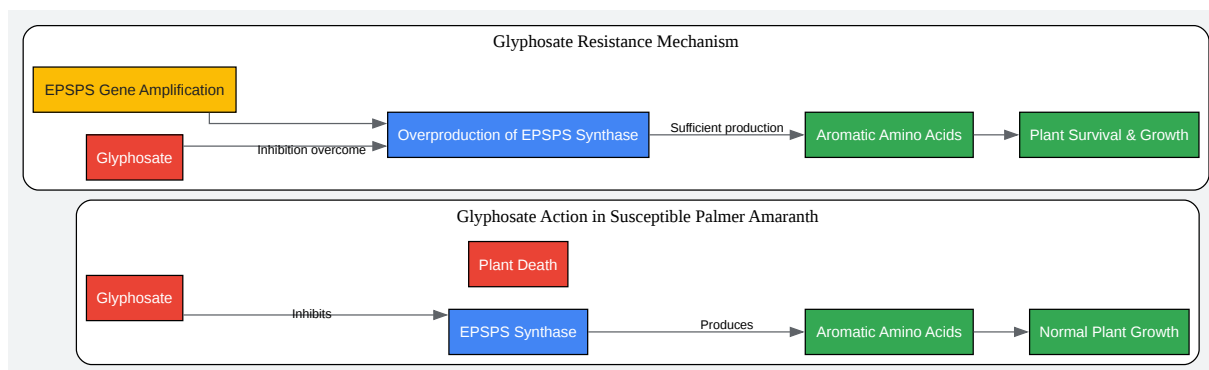 Glyphosate Resistance Mechanism
EPSPS Gene Amplification
Glyphosate
Inhibition overcome
Overproduction of EPSPS Synthase
Sufficient production
Aromatic Amino Acids
Plant Survival & Growth
Glyphosate Action in Susceptible Palmer Amaranth
Plant Death
Glyphosate
Inhibits
EPSPS Synthase
Produces
Aromatic Amino Acids
Normal Plant Growth